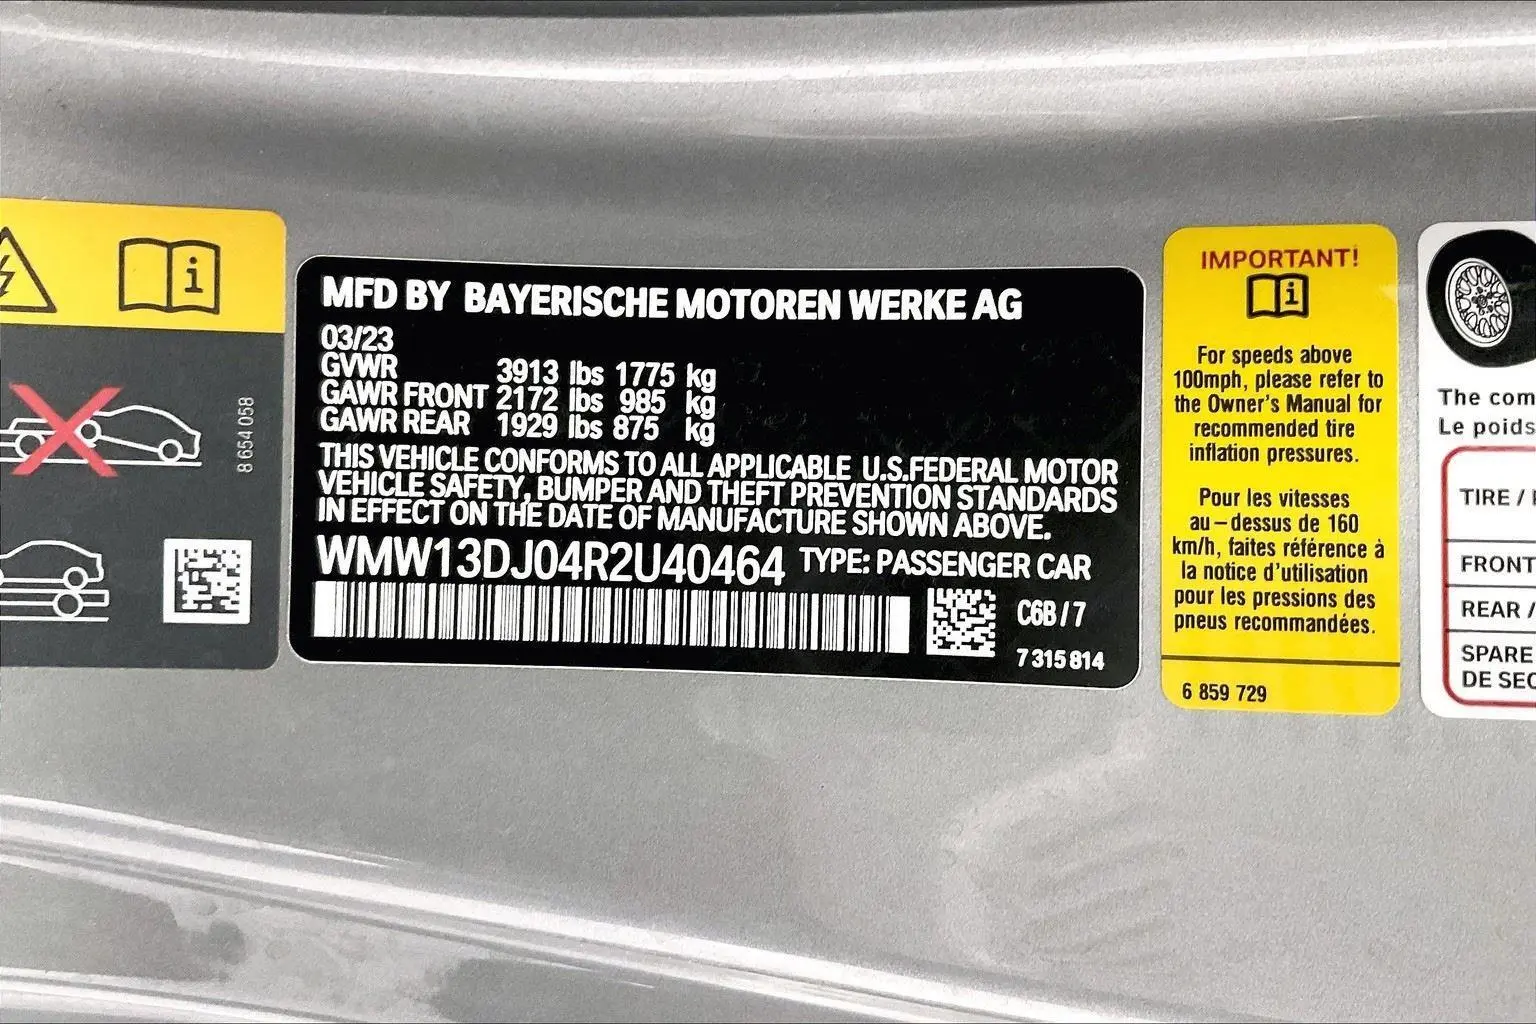 8 654 058
MFD BY BAYERISCHE MOTOREN WERKE AG
03/23
GVWR 3913 lbs 1775 kg
GAWR FRONT 2172 lbs 985 kg
GAWR REAR 1929 lbs 875 kg
THIS VEHICLE CONFORMS TO ALL APPLICABLE U.S.FEDERAL MOTOR
VEHICLE SAFETY, BUMPER AND THEFT PREVENTION STANDARDS
IN EFFECT ON THE DATE OF MANUFACTURE SHOWN ABOVE.
WMW13DJ04R2U40464 TYPE: PASSENGER CAR
C6B / 7
7 315 814
IMPORTANT!
For speeds above
100mph, please refer to
the Owner's Manual for
recommended tire
inflation pressures.
Pour les vitesses
au-dessus de 160
km/h, faites référence à
la notice d'utilisation
pour les pressions des
pneus recommandées.
6 859 729
The com
Le poids
TIRE /
FRONT
REAR /
SPARE
DE SEC